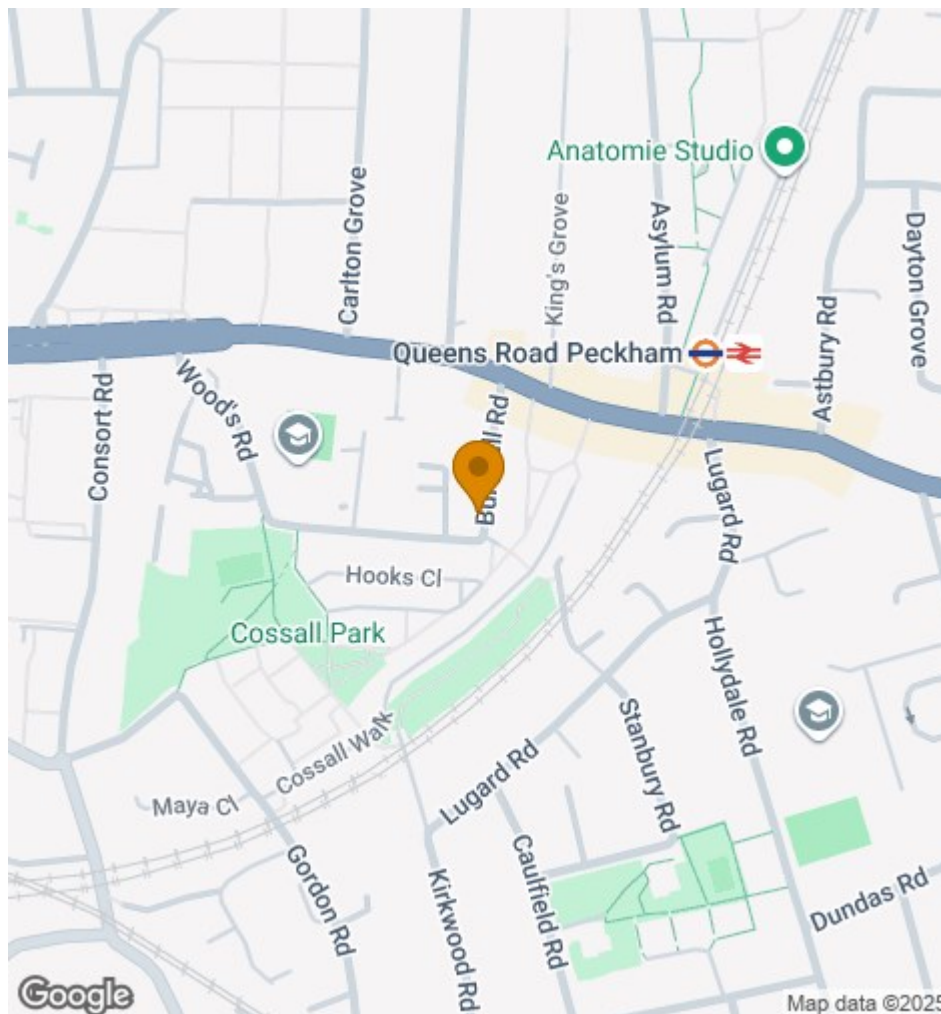 Anatomie Studio
Carlton Grove
King's Grove
Asylum Rd
Dayton Grove
Astbury Rd
Queens Road Peckham
Consort Rd
Wood's Rd
Lugard Rd
Hooks Cl
Cossall Park
Hollydale Rd
Stanbury Rd
Cossall Walk
Lugard Rd
Maya Cl
Gordon Rd
Kirkwood Rd
Caulfield Rd
Dundas Rd
Google
Map data ©2025